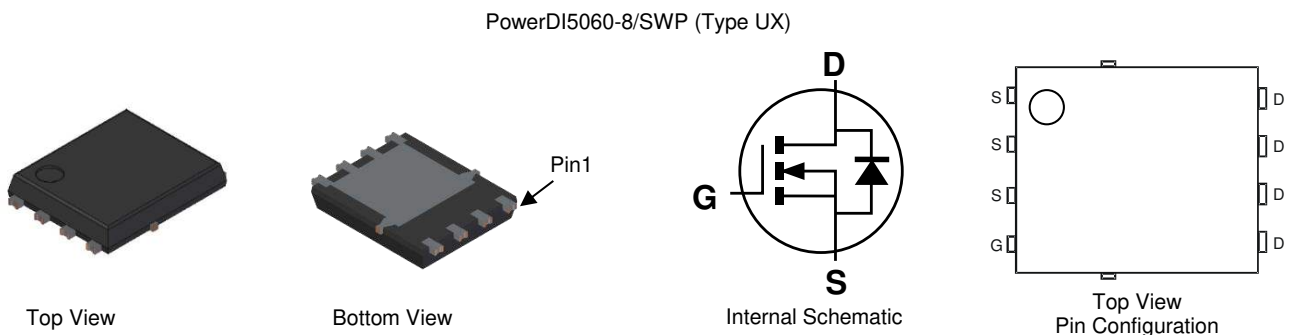 PowerDI5060-8/SWP (Type UX)
Top View
Pin1
Bottom View
D
G
S
Internal Schematic
S D
S D
S D
G D
Top View
Pin Configuration